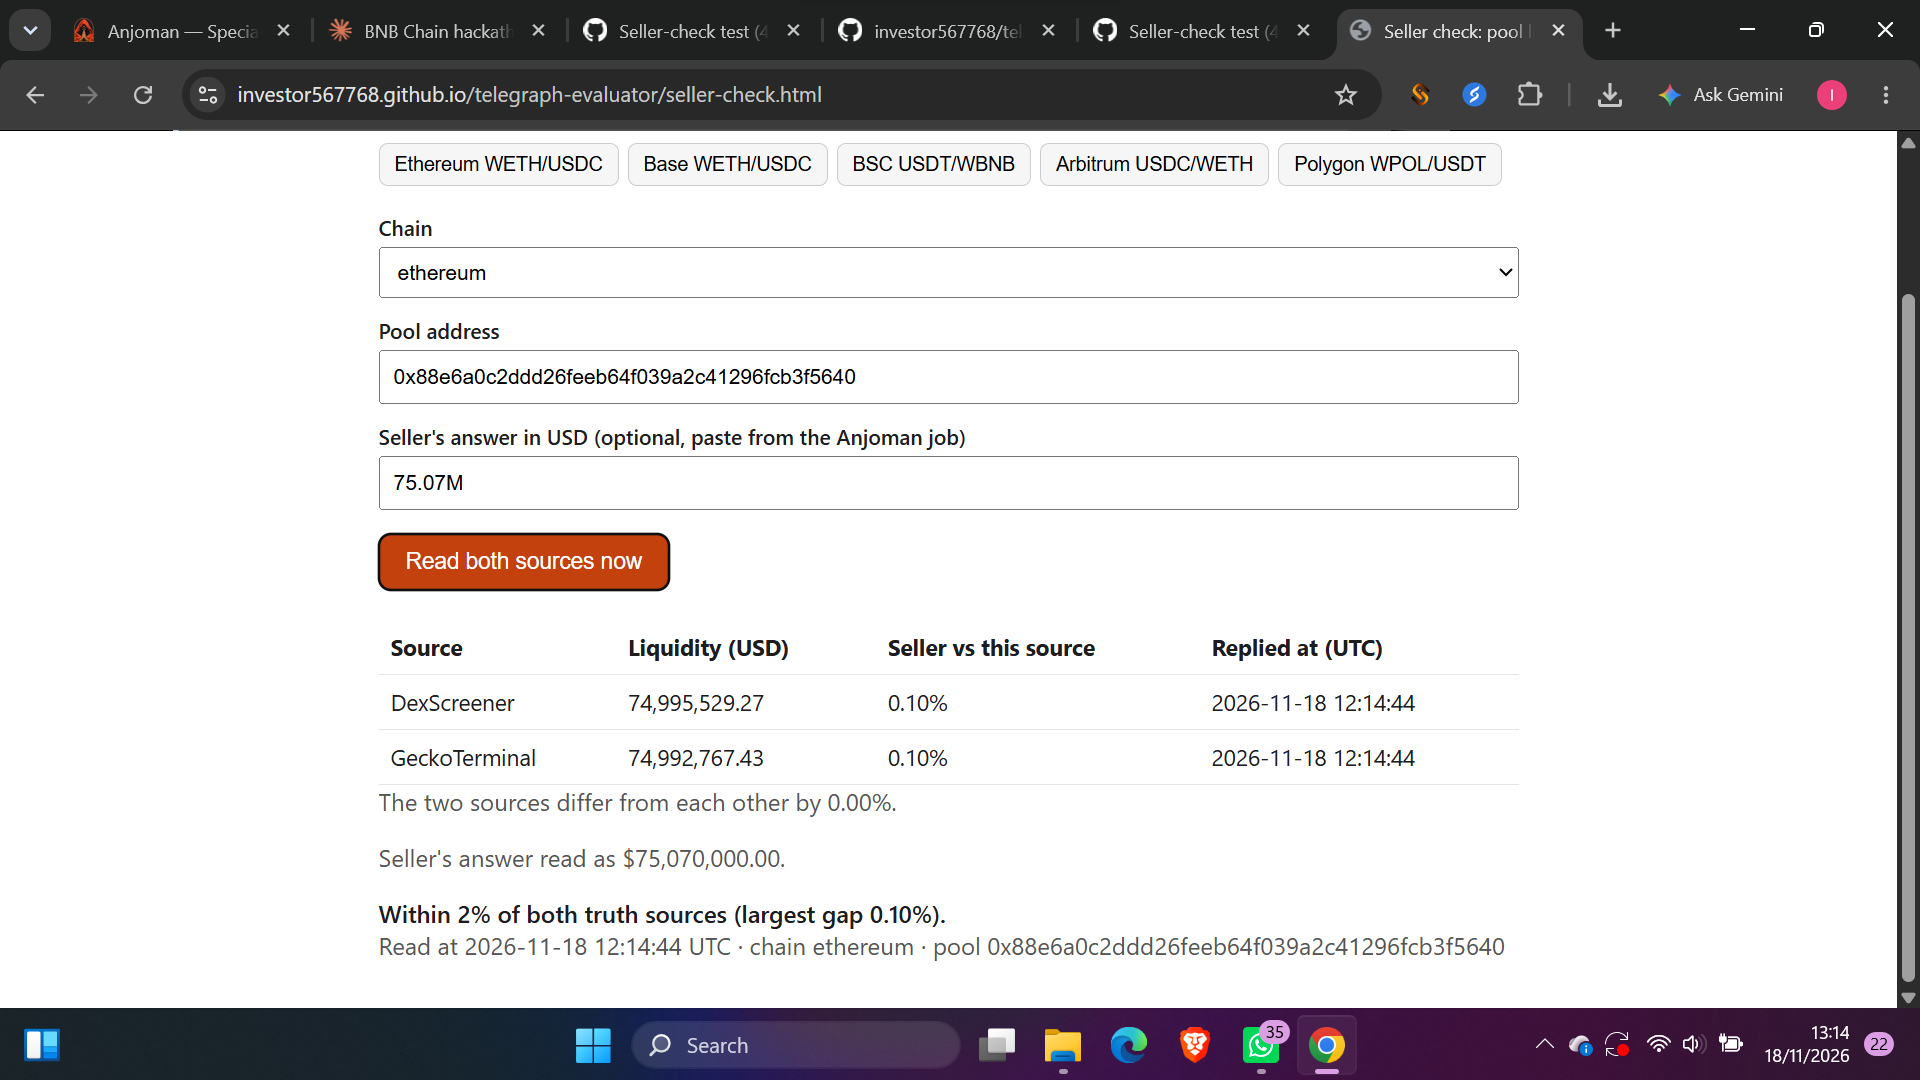 Anjoman — Specia
BNB Chain hackath
Seller-check test (4
investor567768/tel
Seller-check test (4
Seller check: pool l
investor567768.github.io/telegraph-evaluator/seller-check.html
Ask Gemini
I
Ethereum WETH/USDC
Base WETH/USDC
BSC USDT/WBNB
Arbitrum USDC/WETH
Polygon WPOL/USDT
Chain
ethereum
Pool address
0x88e6a0c2ddd26feeb64f039a2c41296fcb3f5640
Seller's answer in USD (optional, paste from the Anjoman job)
75.07M
Read both sources now
Source Liquidity (USD) Seller vs this source Replied at (UTC)
DexScreener 74,995,529.27 0.10% 2026-11-18 12:14:44
GeckoTerminal 74,992,767.43 0.10% 2026-11-18 12:14:44
The two sources differ from each other by 0.00%.
Seller's answer read as $75,070,000.00.
Within 2% of both truth sources (largest gap 0.10%).
Read at 2026-11-18 12:14:44 UTC · chain ethereum · pool 0x88e6a0c2ddd26feeb64f039a2c41296fcb3f5640
Search
35
13:14
18/11/2026
22